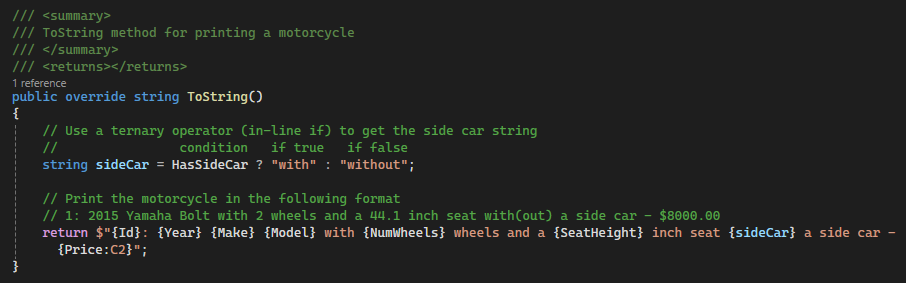 /// <summary>
/// ToString method for printing a motorcycle
/// </summary>
/// <returns></returns>
1 reference
public override string ToString()
{
// Use a ternary operator (in-line if) to get the side car string
// condition if true if false
string sideCar = HasSideCar ? "with" : "without";
// Print the motorcycle in the following format
// 1: 2015 Yamaha Bolt with 2 wheels and a 44.1 inch seat with(out) a side car - $8000.00
return $"{Id}: {Year} {Make} {Model} with {NumWheels} wheels and a {SeatHeight} inch seat {sideCar} a side car -
{Price:C2}";
}